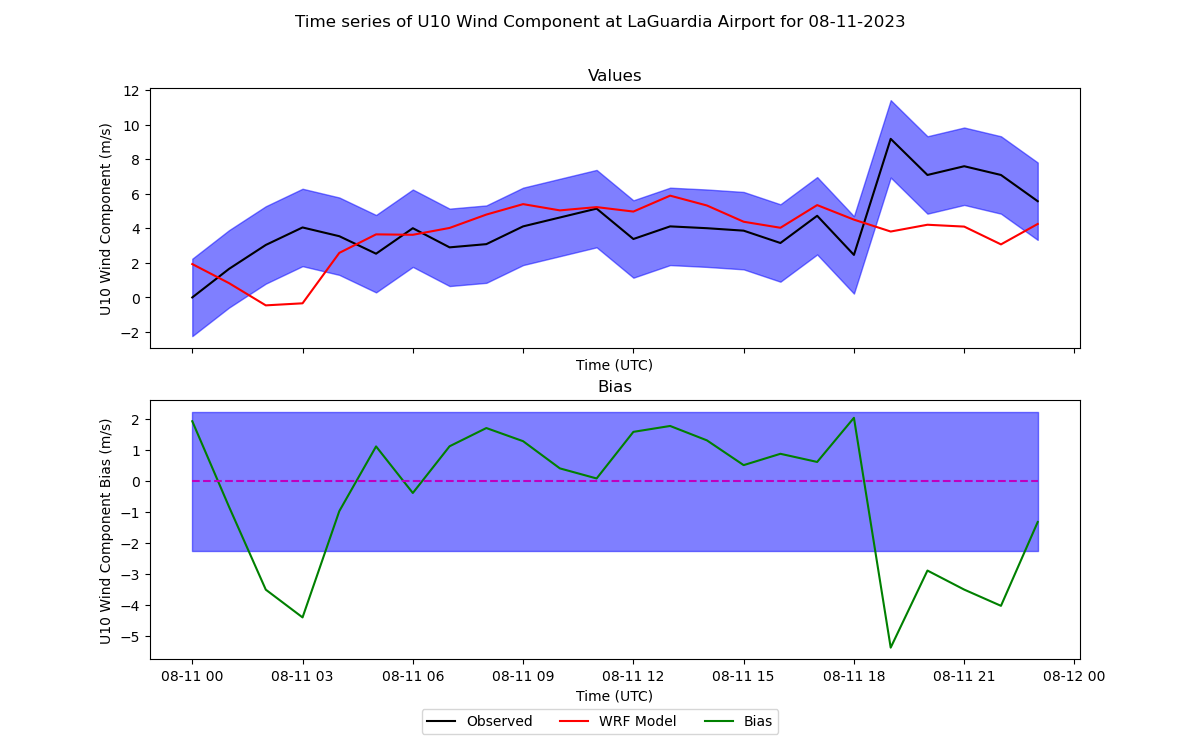 Time series of U10 Wind Component at LaGuardia Airport for 08-11-2023
Values
U10 Wind Component (m/s)
12
10
8
6
4
2
0
−2
Time (UTC)
Bias
U10 Wind Component Bias (m/s)
2
1
0
−1
−2
−3
−4
−5
08-11 00 08-11 03 08-11 06 08-11 09 08-11 12 08-11 15 08-11 18 08-11 21 08-12 00
Time (UTC)
Observed WRF Model Bias